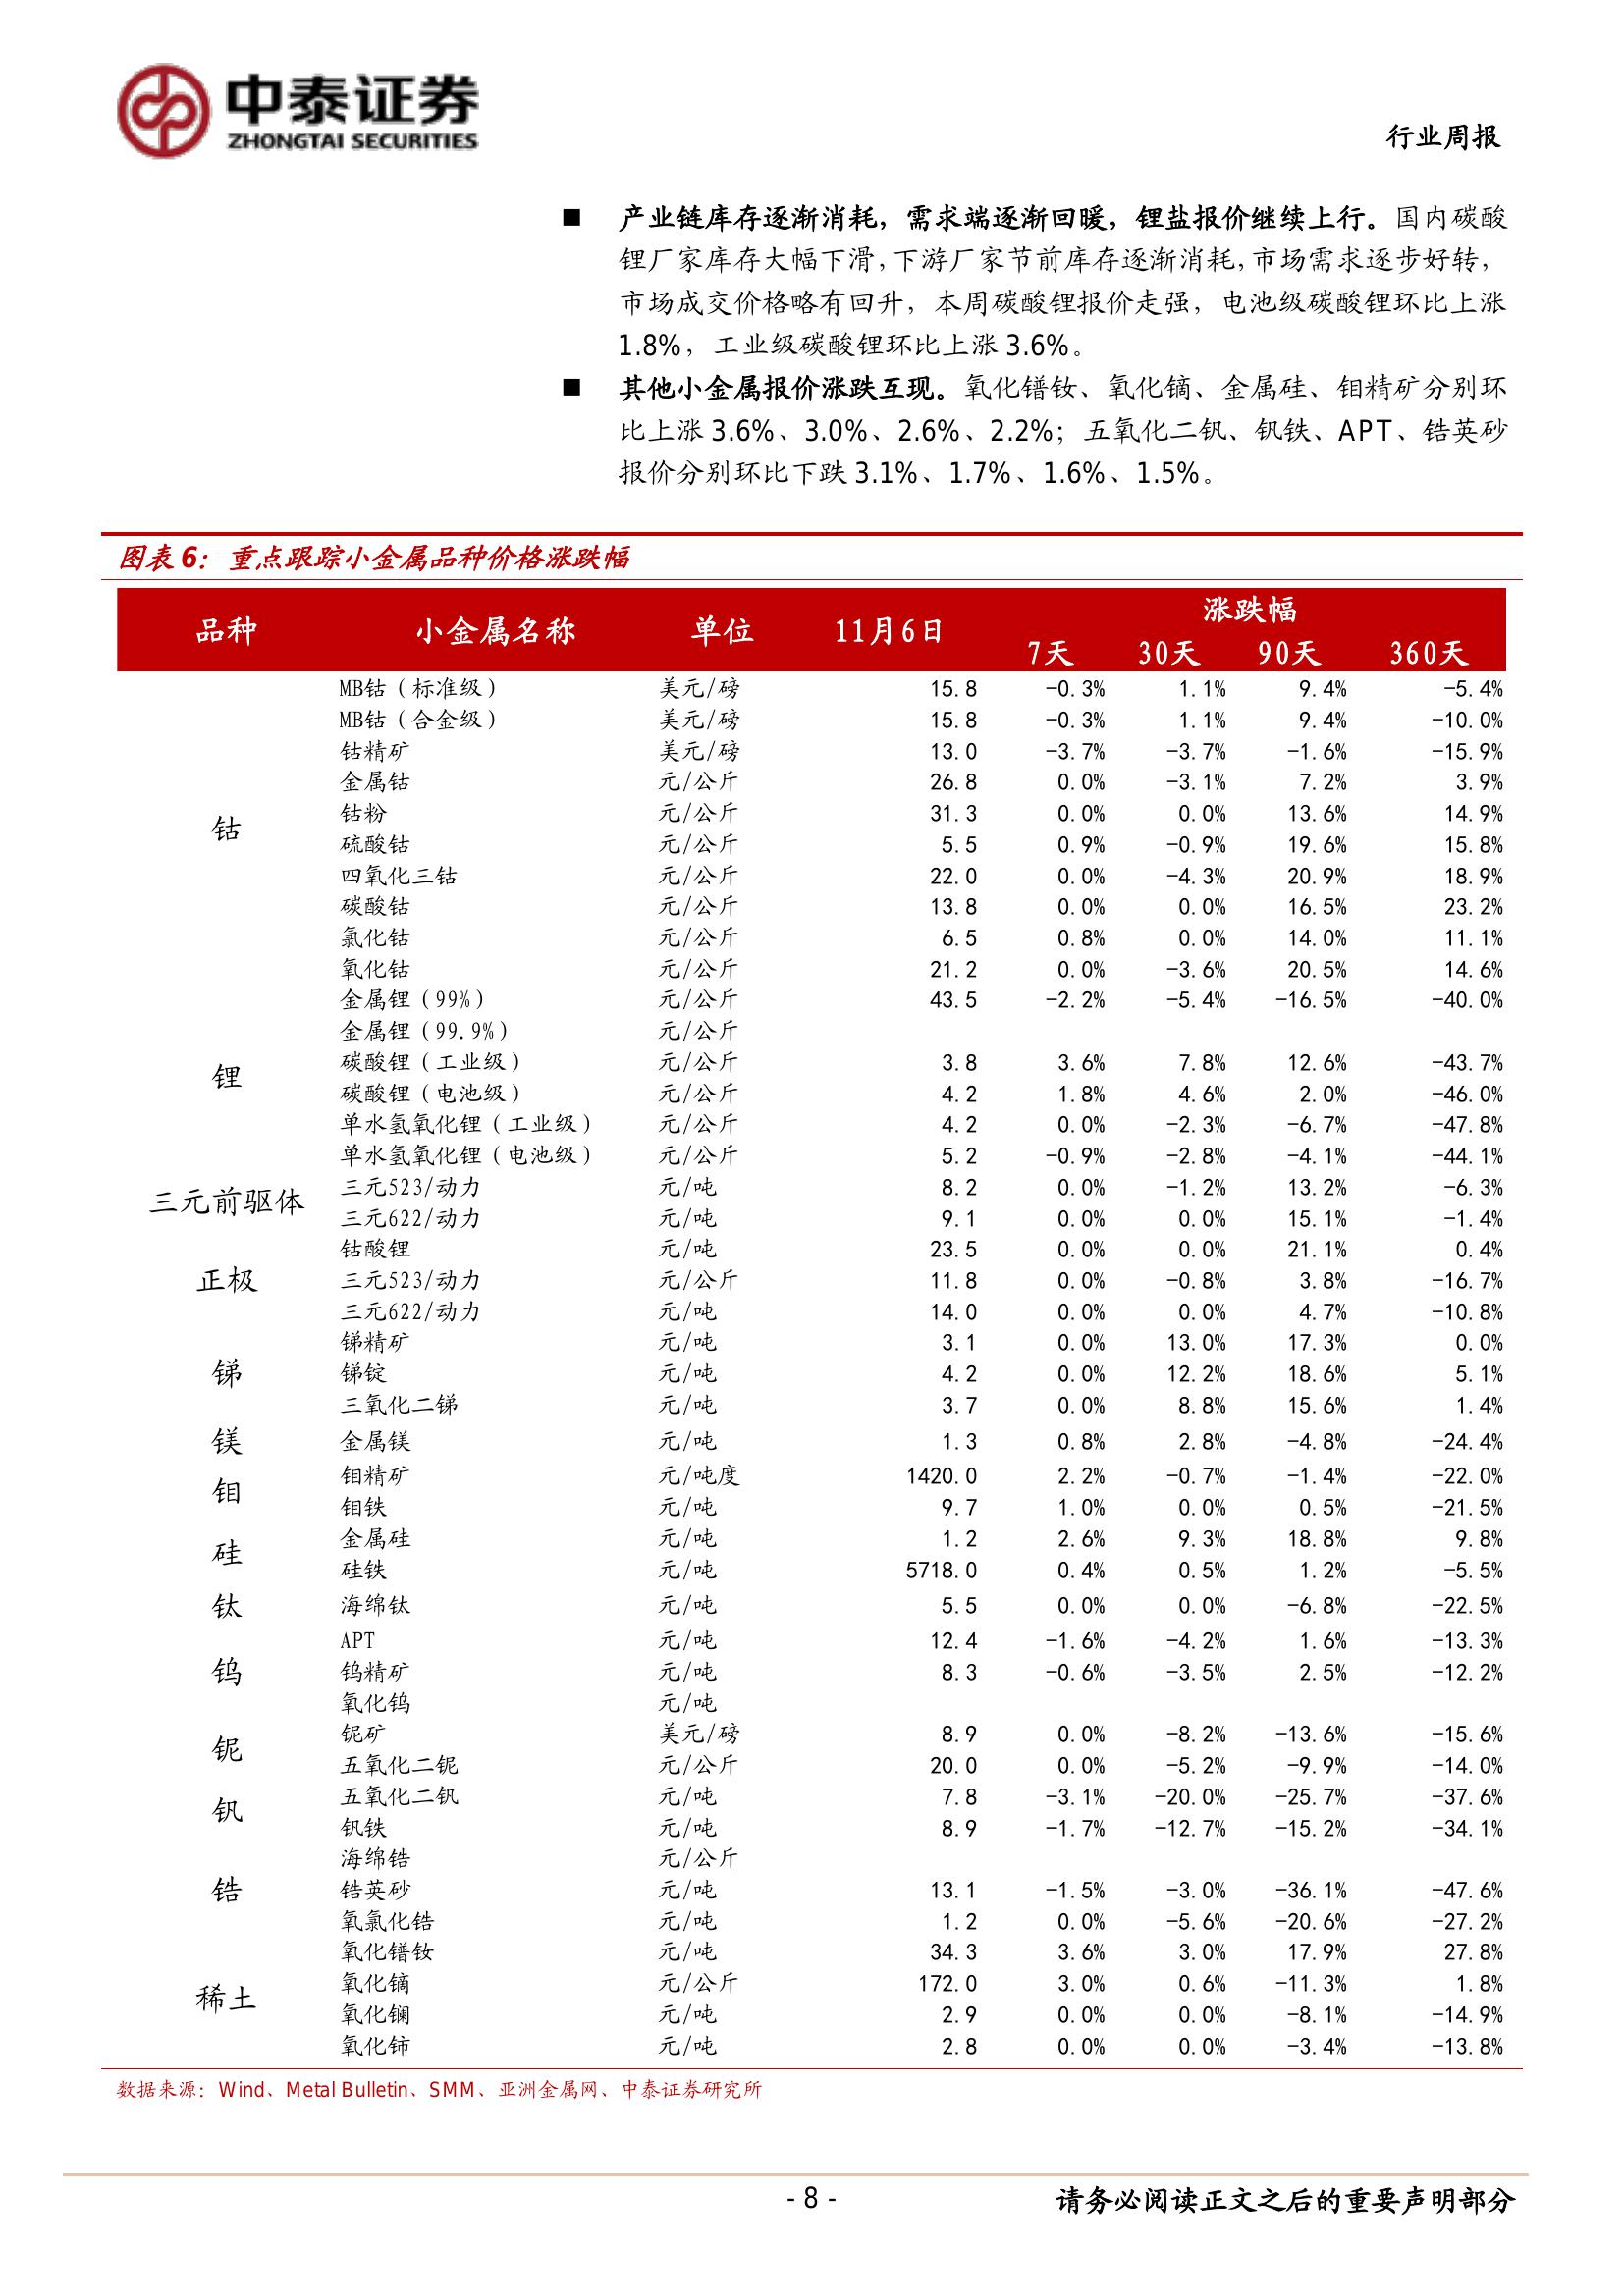 中泰证券
ZHONGTAI SECURITIES
行业周报
■ 产业链库存逐渐消耗，需求端逐渐回暖，锂盐报价继续上行。国内碳酸
锂厂家库存大幅下滑，下游厂家节前库存逐渐消耗，市场需求逐步好转，
市场成交价格略有回升，本周碳酸锂报价走强，电池级碳酸锂环比上涨
1.8%，工业级碳酸锂环比上涨 3.6%。
■ 其他小金属报价涨跌互现。氧化镨钕、氧化镝、金属硅、钼精矿分别环
比上涨 3.6%、3.0%、2.6%、2.2%；五氧化二钒、钒铁、APT、锆英砂
报价分别环比下跌 3.1%、1.7%、1.6%、1.5%。
图表 6：重点跟踪小金属品种价格涨跌幅
品种 小金属名称 单位 11月6日 涨跌幅
7天 30天 90天 360天
钴
MB钴（标准级） 美元/磅 15.8 -0.3% 1.1% 9.4% -5.4%
MB钴（合金级） 美元/磅 15.8 -0.3% 1.1% 9.4% -10.0%
钴精矿 美元/磅 13.0 -3.7% -3.7% -1.6% -15.9%
金属钴 元/公斤 26.8 0.0% -3.1% 7.2% 3.9%
钴粉 元/公斤 31.3 0.0% 0.0% 13.6% 14.9%
硫酸钴 元/公斤 5.5 0.9% -0.9% 19.6% 15.8%
四氧化三钴 元/公斤 22.0 0.0% -4.3% 20.9% 18.9%
碳酸钴 元/公斤 13.8 0.0% 0.0% 16.5% 23.2%
氯化钴 元/公斤 6.5 0.8% 0.0% 14.0% 11.1%
氧化钴 元/公斤 21.2 0.0% -3.6% 20.5% 14.6%
锂
金属锂（99%） 元/公斤 43.5 -2.2% -5.4% -16.5% -40.0%
金属锂（99.9%） 元/公斤
碳酸锂（工业级） 元/公斤 3.8 3.6% 7.8% 12.6% -43.7%
碳酸锂（电池级） 元/公斤 4.2 1.8% 4.6% 2.0% -46.0%
单水氢氧化锂（工业级） 元/公斤 4.2 0.0% -2.3% -6.7% -47.8%
单水氢氧化锂（电池级） 元/公斤 5.2 -0.9% -2.8% -4.1% -44.1%
三元前驱体
三元523/动力 元/吨 8.2 0.0% -1.2% 13.2% -6.3%
三元622/动力 元/吨 9.1 0.0% 0.0% 15.1% -1.4%
正极
钴酸锂 元/吨 23.5 0.0% 0.0% 21.1% 0.4%
三元523/动力 元/公斤 11.8 0.0% -0.8% 3.8% -16.7%
三元622/动力 元/吨 14.0 0.0% 0.0% 4.7% -10.8%
锑
锑精矿 元/吨 3.1 0.0% 13.0% 17.3% 0.0%
锑锭 元/吨 4.2 0.0% 12.2% 18.6% 5.1%
三氧化二锑 元/吨 3.7 0.0% 8.8% 15.6% 1.4%
镁 金属镁 元/吨 1.3 0.8% 2.8% -4.8% -24.4%
钼
钼精矿 元/吨度 1420.0 2.2% -0.7% -1.4% -22.0%
钼铁 元/吨 9.7 1.0% 0.0% 0.5% -21.5%
硅
金属硅 元/吨 1.2 2.6% 9.3% 18.8% 9.8%
硅铁 元/吨 5718.0 0.4% 0.5% 1.2% -5.5%
钛 海绵钛 元/吨 5.5 0.0% 0.0% -6.8% -22.5%
钨
APT 元/吨 12.4 -1.6% -4.2% 1.6% -13.3%
钨精矿 元/吨 8.3 -0.6% -3.5% 2.5% -12.2%
氧化钨 元/吨
铌
铌矿 美元/磅 8.9 0.0% -8.2% -13.6% -15.6%
五氧化二铌 元/公斤 20.0 0.0% -5.2% -9.9% -14.0%
钒
五氧化二钒 元/吨 7.8 -3.1% -20.0% -25.7% -37.6%
钒铁 元/吨 8.9 -1.7% -12.7% -15.2% -34.1%
锆
海绵锆 元/公斤
锆英砂 元/吨 13.1 -1.5% -3.0% -36.1% -47.6%
氧氯化锆 元/吨 1.2 0.0% -5.6% -20.6% -27.2%
稀土
氧化镨钕 元/吨 34.3 3.6% 3.0% 17.9% 27.8%
氧化镝 元/公斤 172.0 3.0% 0.6% -11.3% 1.8%
氧化镧 元/吨 2.9 0.0% 0.0% -8.1% -14.9%
氧化铈 元/吨 2.8 0.0% 0.0% -3.4% -13.8%
数据来源：Wind、Metal Bulletin、SMM、亚洲金属网、中泰证券研究所
- 8 -
请务必阅读正文之后的重要声明部分